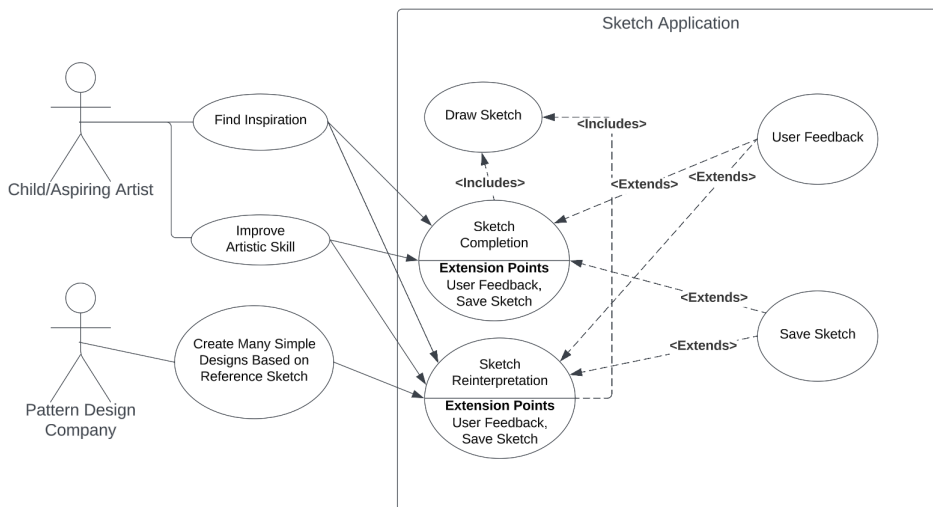 Sketch Application
Child/Aspiring Artist
Find Inspiration
Draw Sketch
<Includes>
User Feedback
<Includes>
<Extends>
<Extends>
Improve
Artistic Skill
Sketch
Completion
Extension Points
User Feedback,
Save Sketch
<Extends>
Save Sketch
<Extends>
Pattern Design
Company
Create Many Simple
Designs Based on
Reference Sketch
Sketch
Reinterpretation
Extension Points
User Feedback,
Save Sketch